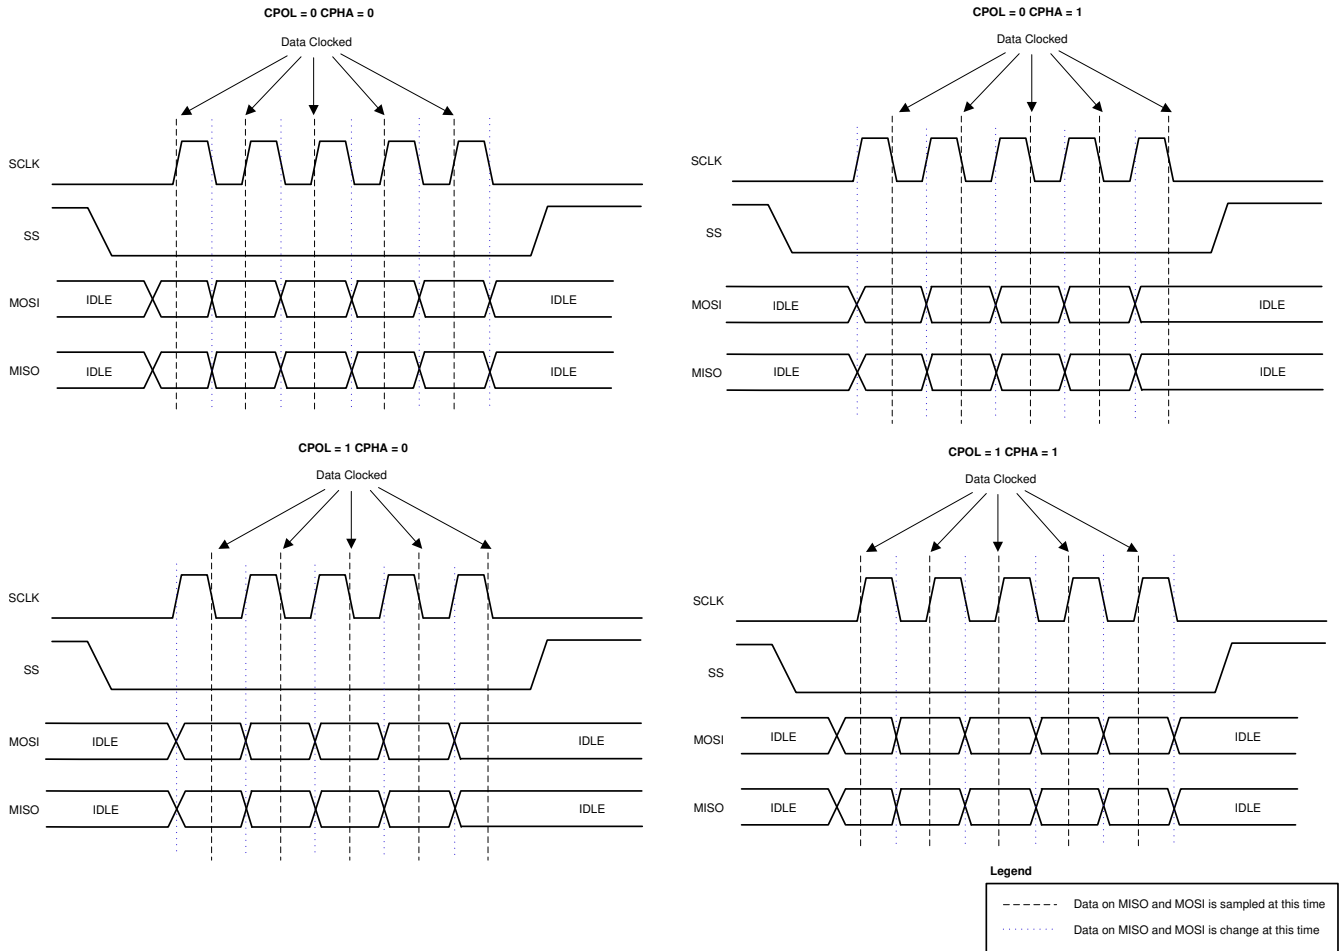 CPOL = 0 CPHA = 0
Data Clocked
SCLK
SS
MOSI
IDLE
IDLE
MISO
IDLE
IDLE
CPOL = 0 CPHA = 1
Data Clocked
SCLK
SS
MOSI
IDLE
IDLE
MISO
IDLE
IDLE
CPOL = 1 CPHA = 0
Data Clocked
SCLK
SS
MOSI
IDLE
IDLE
MISO
IDLE
IDLE
CPOL = 1 CPHA = 1
Data Clocked
SCLK
SS
MOSI
IDLE
IDLE
MISO
IDLE
IDLE
Legend
Data on MISO and MOSI is sampled at this time
Data on MISO and MOSI is change at this time